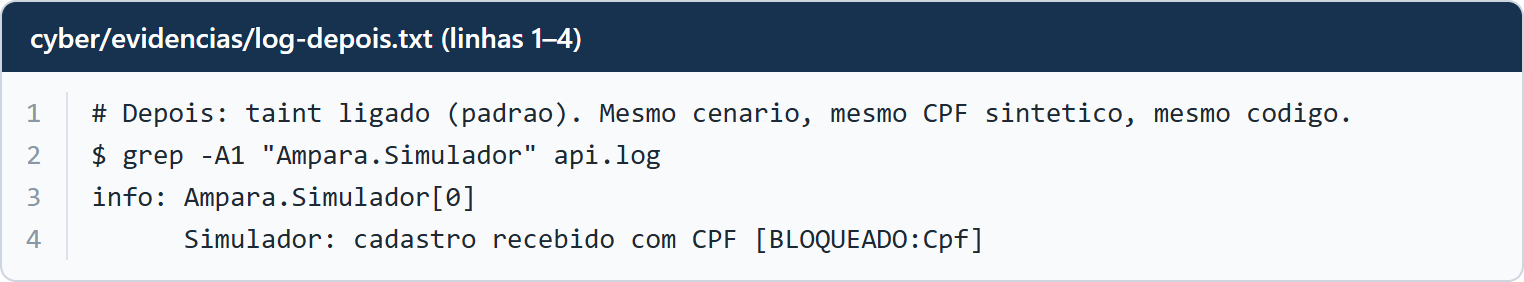 cyber/evidencias/log-depois.txt (linhas 1–4)
1 # Depois: taint ligado (padrao). Mesmo cenario, mesmo CPF sintetico, mesmo codigo.
2 $ grep -A1 "Ampara.Simulador" api.log
3 info: Ampara.Simulador[0]
4       Simulador: cadastro recebido com CPF [BLOQUEADO:Cpf]